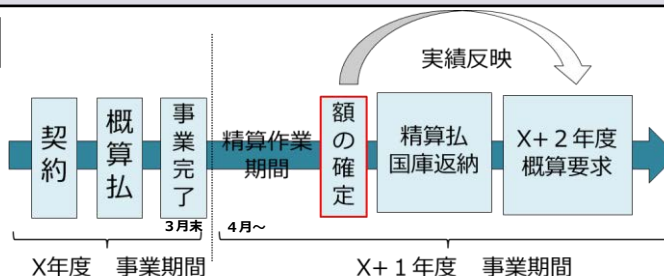 実績反映
契約
概算払
事業完了
精算作業
期間
額の確定
精算払
国庫返納
X+２年度
概算要求
3月末
4月～
X年度　事業期間
X+１年度　事業期間